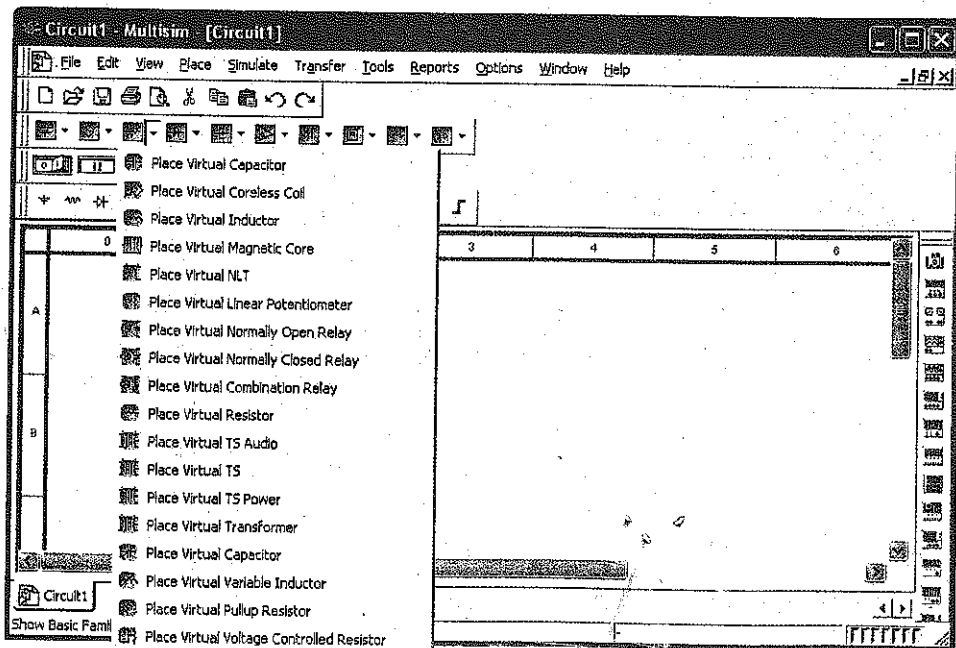 Circuit1 - Multisim [Circuit1]
File Edit View Place Simulate Transfer Tools Reports Options Window Help
Place Virtual Capacitor
Place Virtual Coreless Coil
Place Virtual Inductor
0 3 4 5 6
Place Virtual Magnetic Core
Place Virtual NLT
Place Virtual Linear Potentiometer
A
Place Virtual Normally Open Relay
Place Virtual Normally Closed Relay
Place Virtual Combination Relay
Place Virtual Resistor
B
Place Virtual TS Audio
Place Virtual TS
Place Virtual TS Power
Place Virtual Transformer
Place Virtual Capacitor
Place Virtual Variable Inductor
Circuit1
Place Virtual Pullup Resistor
Show Basic Fami
Place Virtual Voltage Controlled Resistor